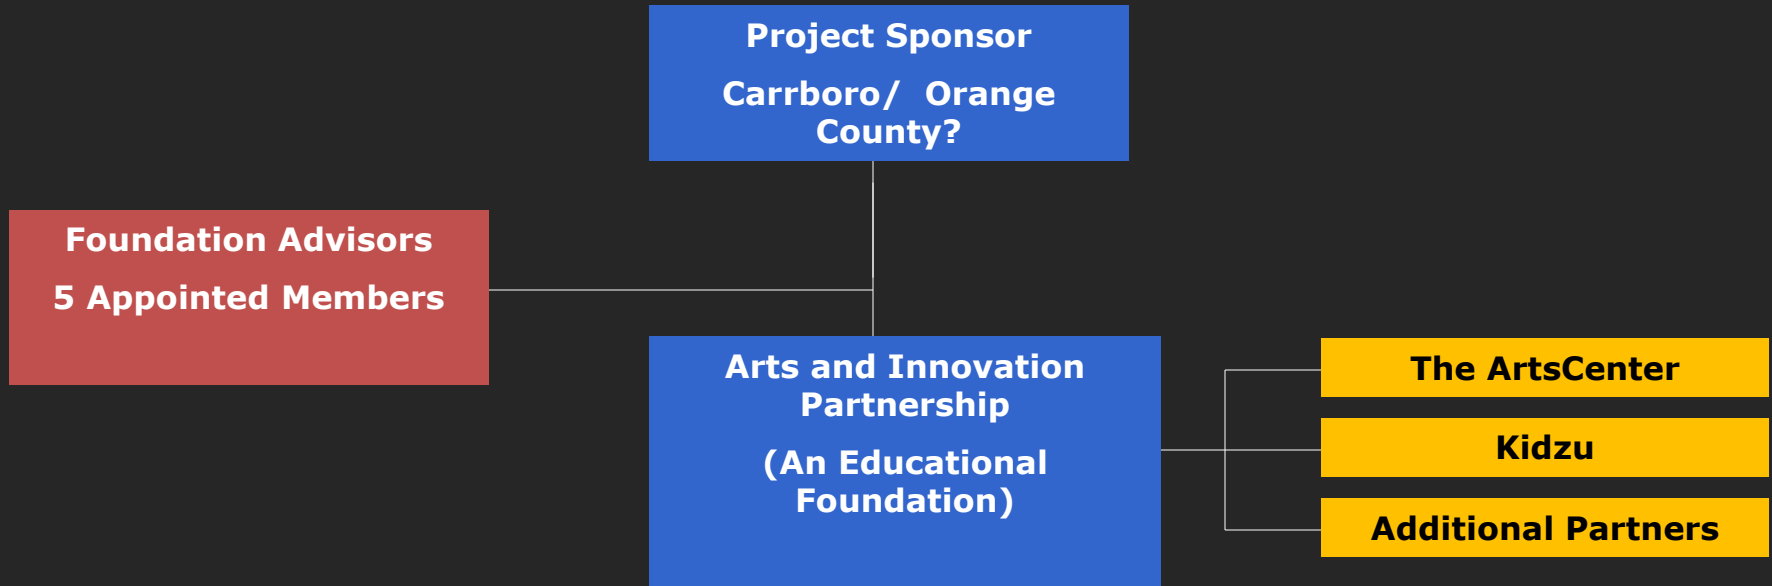 Project Sponsor
Carrboro/  Orange
County?
Foundation Advisors
5 Appointed Members
Arts and Innovation
Partnership
(An Educational
Foundation)
The ArtsCenter
Kidzu
Additional Partners